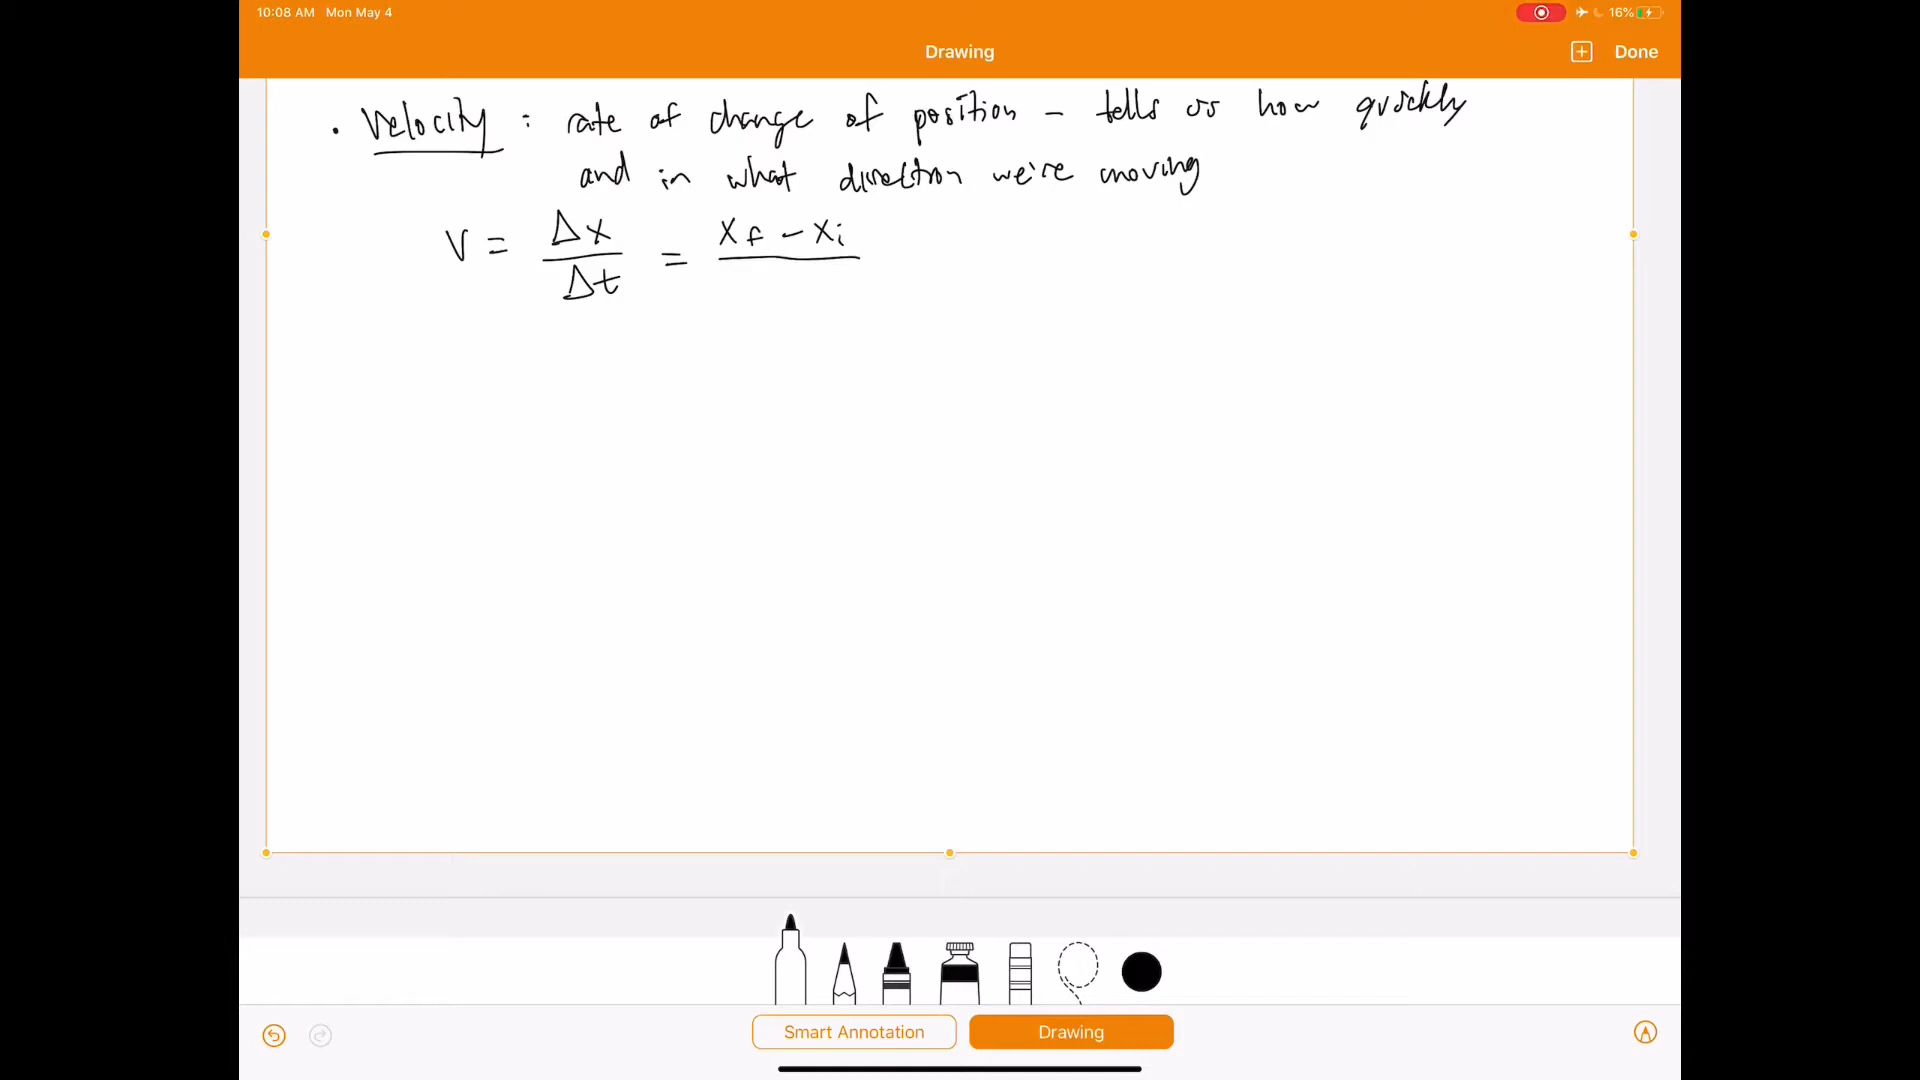 10:08 AM Mon May 4
16%
Drawing
Done
• Velocity : rate of change of position – tells us how quickly
and in what direction we're moving
V = Δx / Δt = (xf – xi) /
Smart Annotation
Drawing